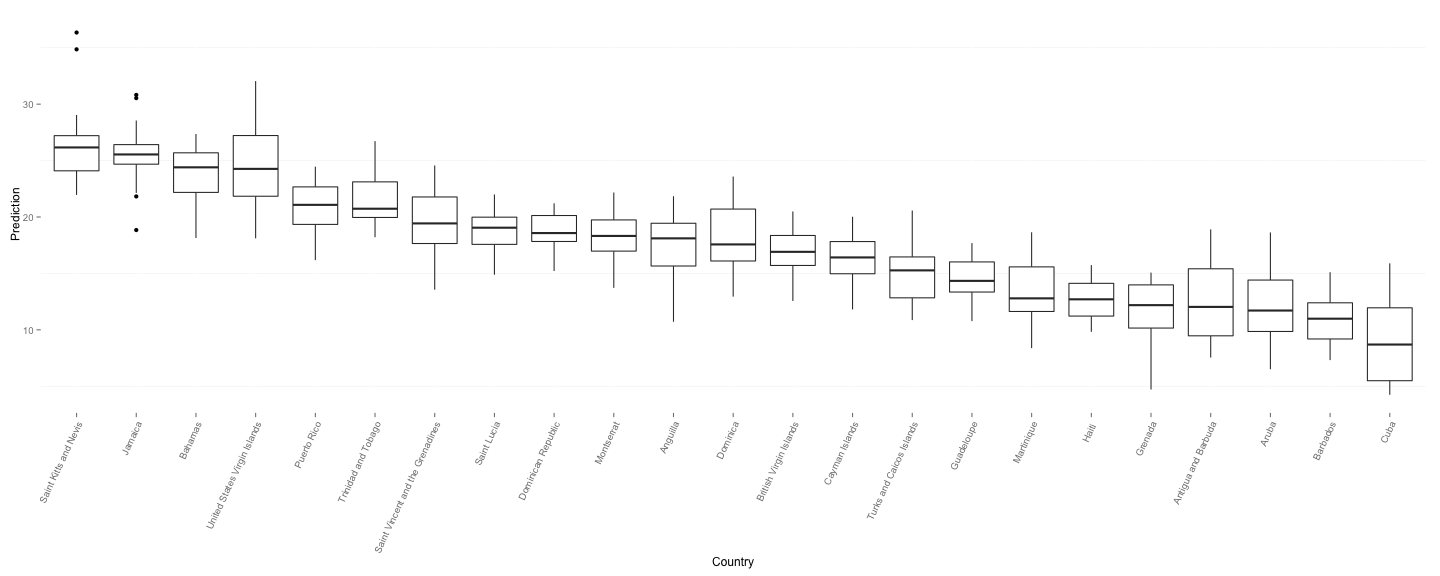 Prediction
30
20
10
Saint Kitts and Nevis
Jamaica
Bahamas
United States Virgin Islands
Puerto Rico
Trinidad and Tobago
Saint Vincent and the Grenadines
Saint Lucia
Dominican Republic
Montserrat
Anguilla
Dominica
British Virgin Islands
Cayman Islands
Turks and Caicos Islands
Guadeloupe
Martinique
Haiti
Grenada
Antigua and Barbuda
Aruba
Barbados
Cuba
Country